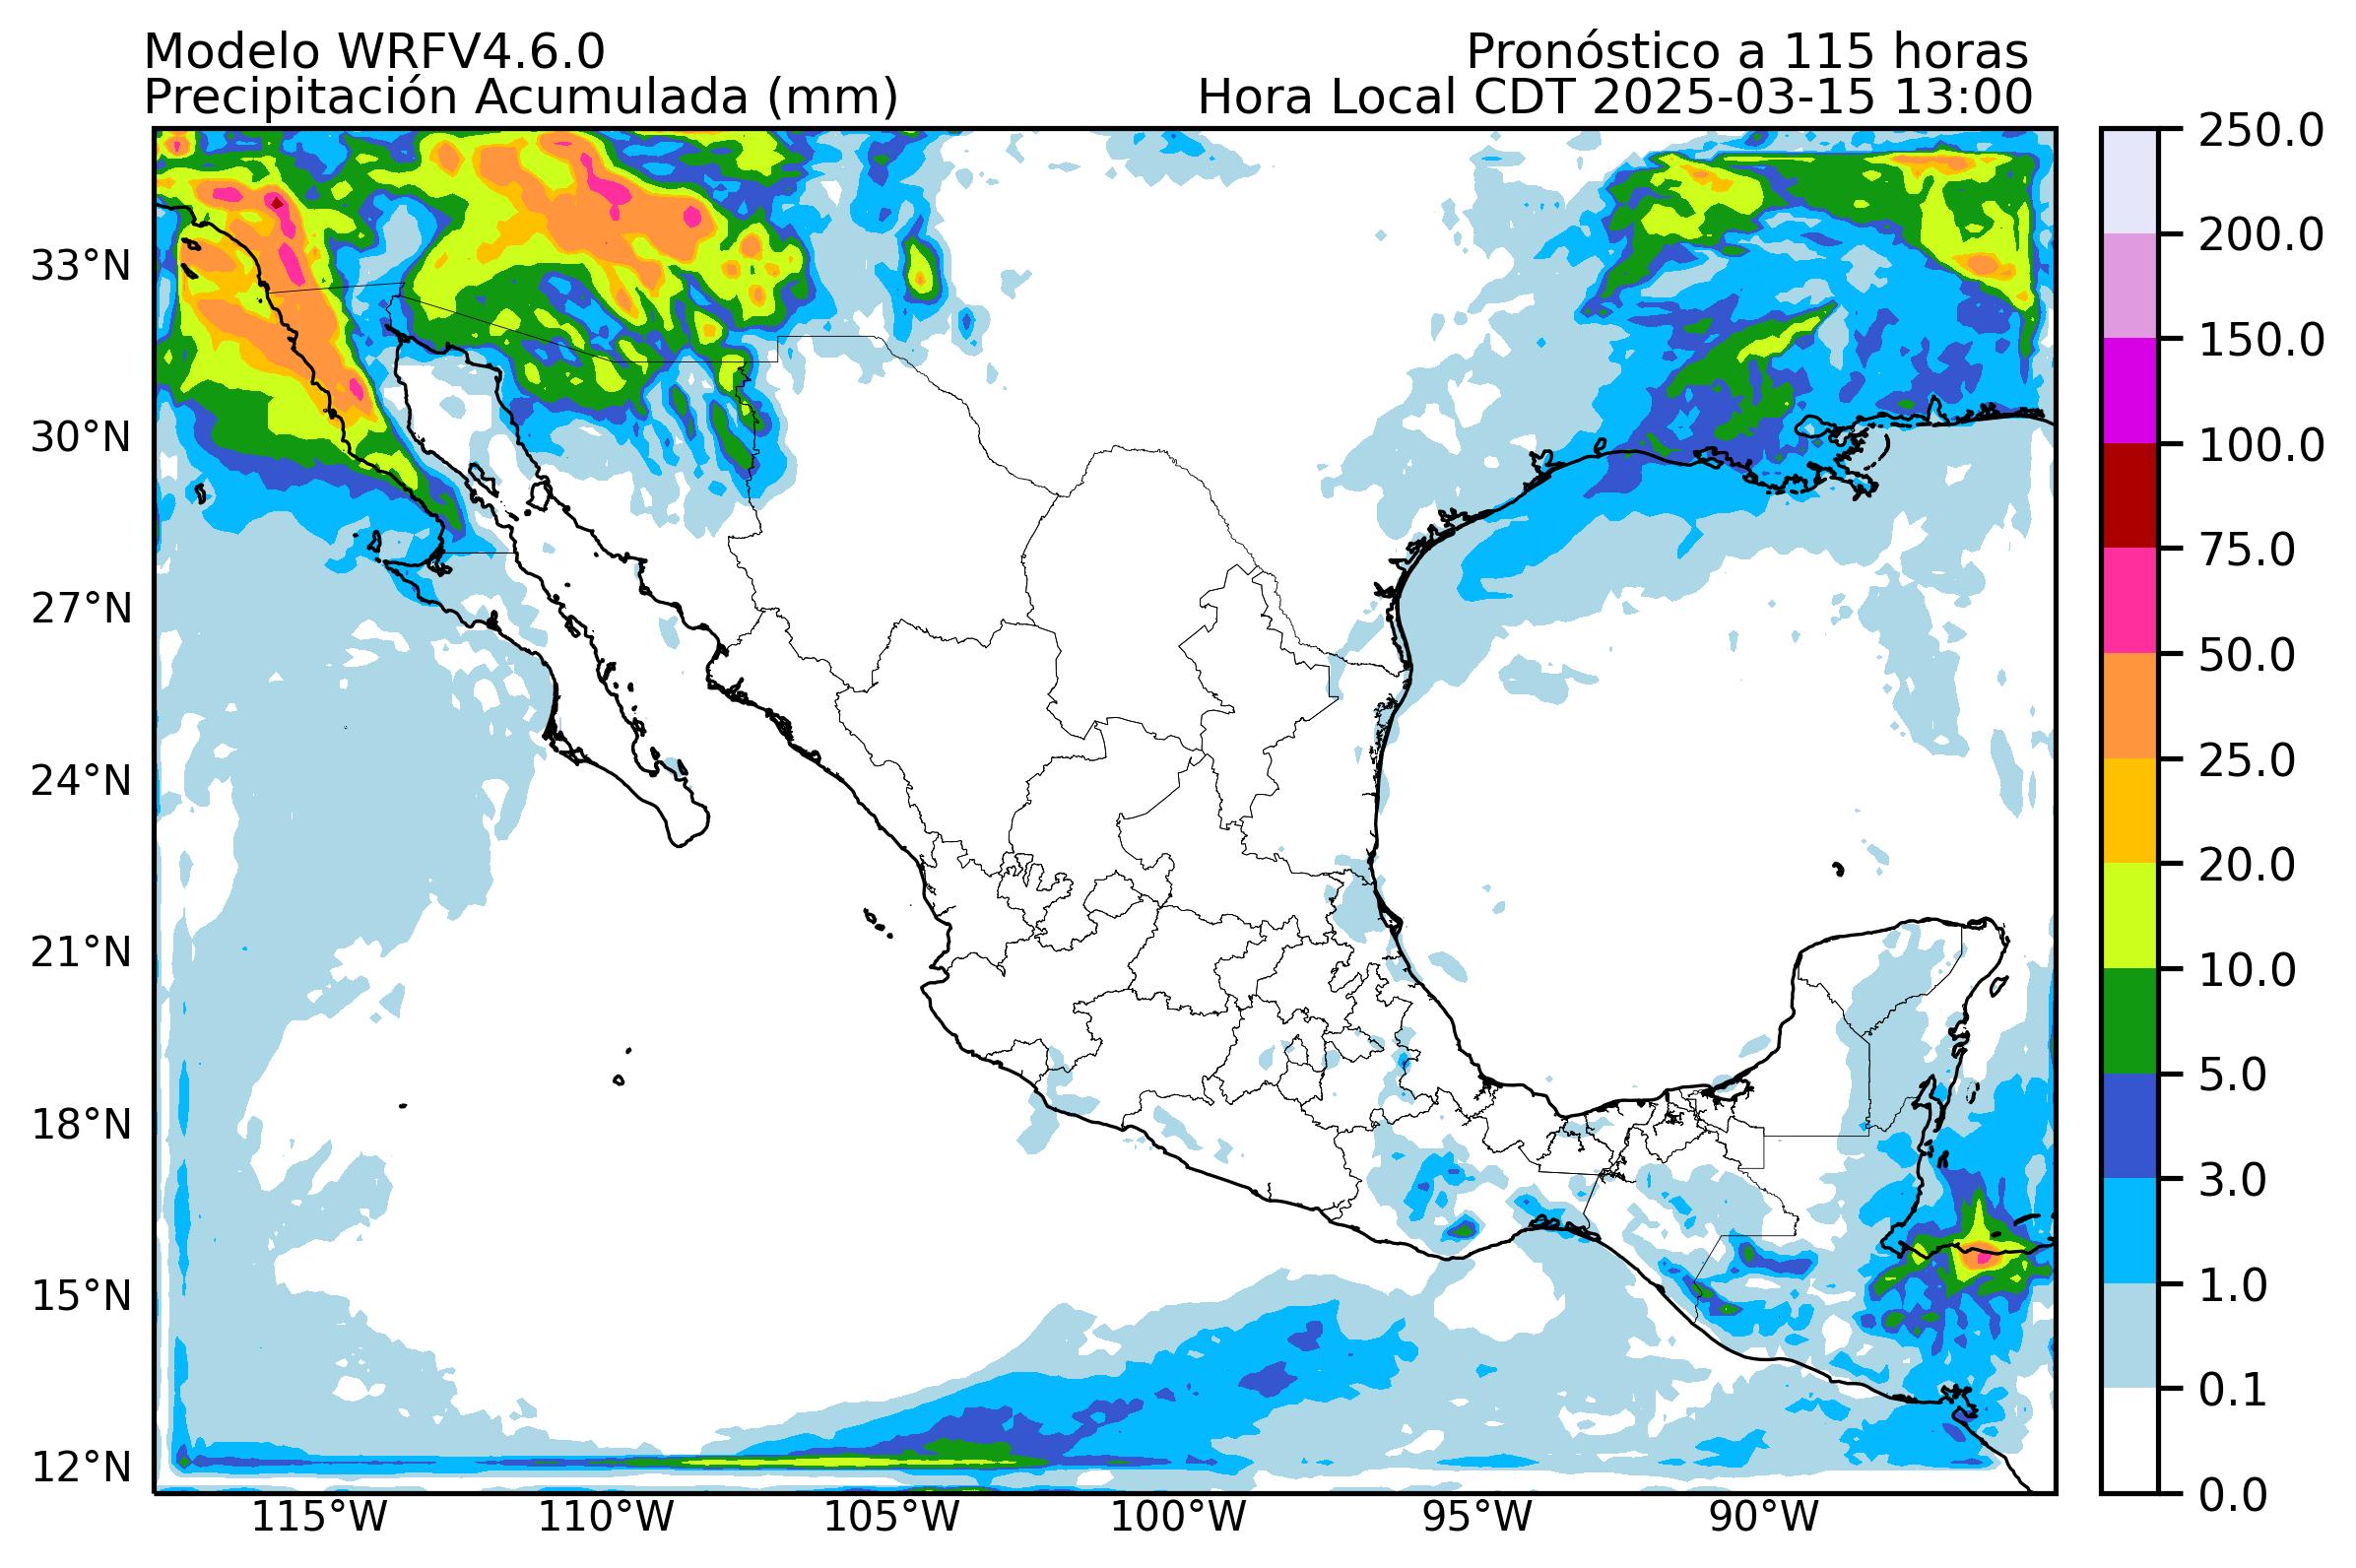 Modelo WRFV4.6.0
Pronóstico a 115 horas
Precipitación Acumulada (mm)
Hora Local CDT 2025-03-15 13:00
250.0
200.0
150.0
100.0
75.0
50.0
25.0
20.0
10.0
5.0
3.0
1.0
0.1
0.0
33°N
30°N
27°N
24°N
21°N
18°N
15°N
12°N
115°W
110°W
105°W
100°W
95°W
90°W